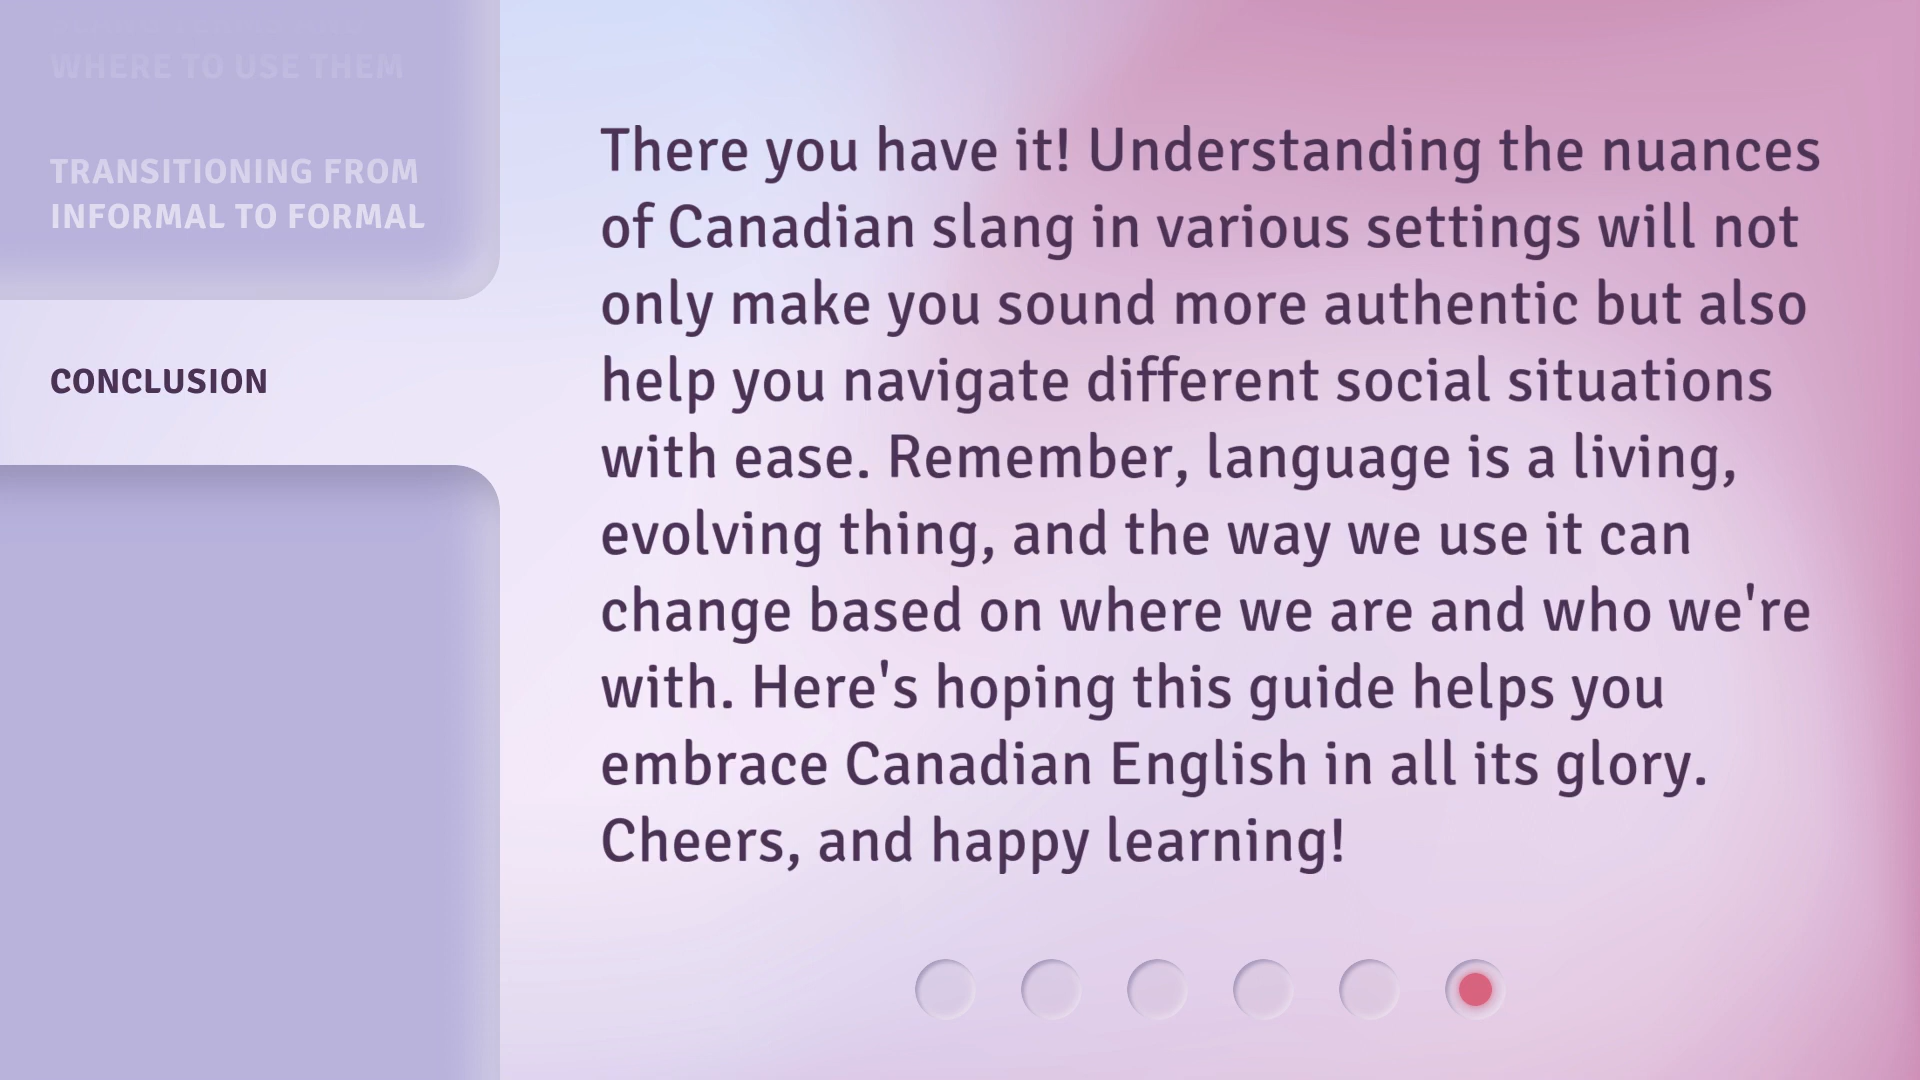 WHERE TO USE THEM
TRANSITIONING FROM
INFORMAL TO FORMAL
CONCLUSION
There you have it! Understanding the nuances
of Canadian slang in various settings will not
only make you sound more authentic but also
help you navigate different social situations
with ease. Remember, language is a living,
evolving thing, and the way we use it can
change based on where we are and who we're
with. Here's hoping this guide helps you
embrace Canadian English in all its glory.
Cheers, and happy learning!